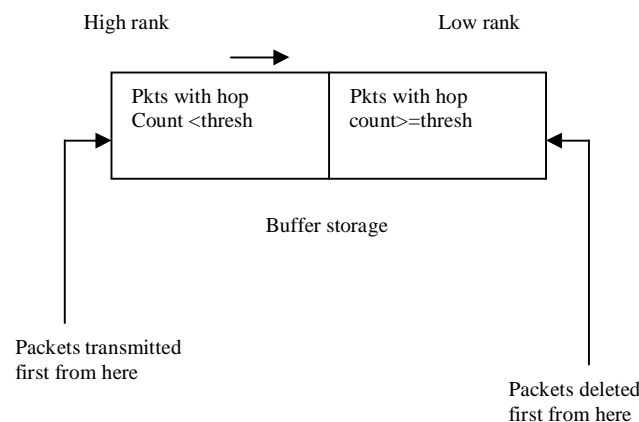 High rank
Low rank
Pkts with hop
Count <thresh
Pkts with hop
count>=thresh
Buffer storage
Packets transmitted
first from here
Packets deleted
first from here